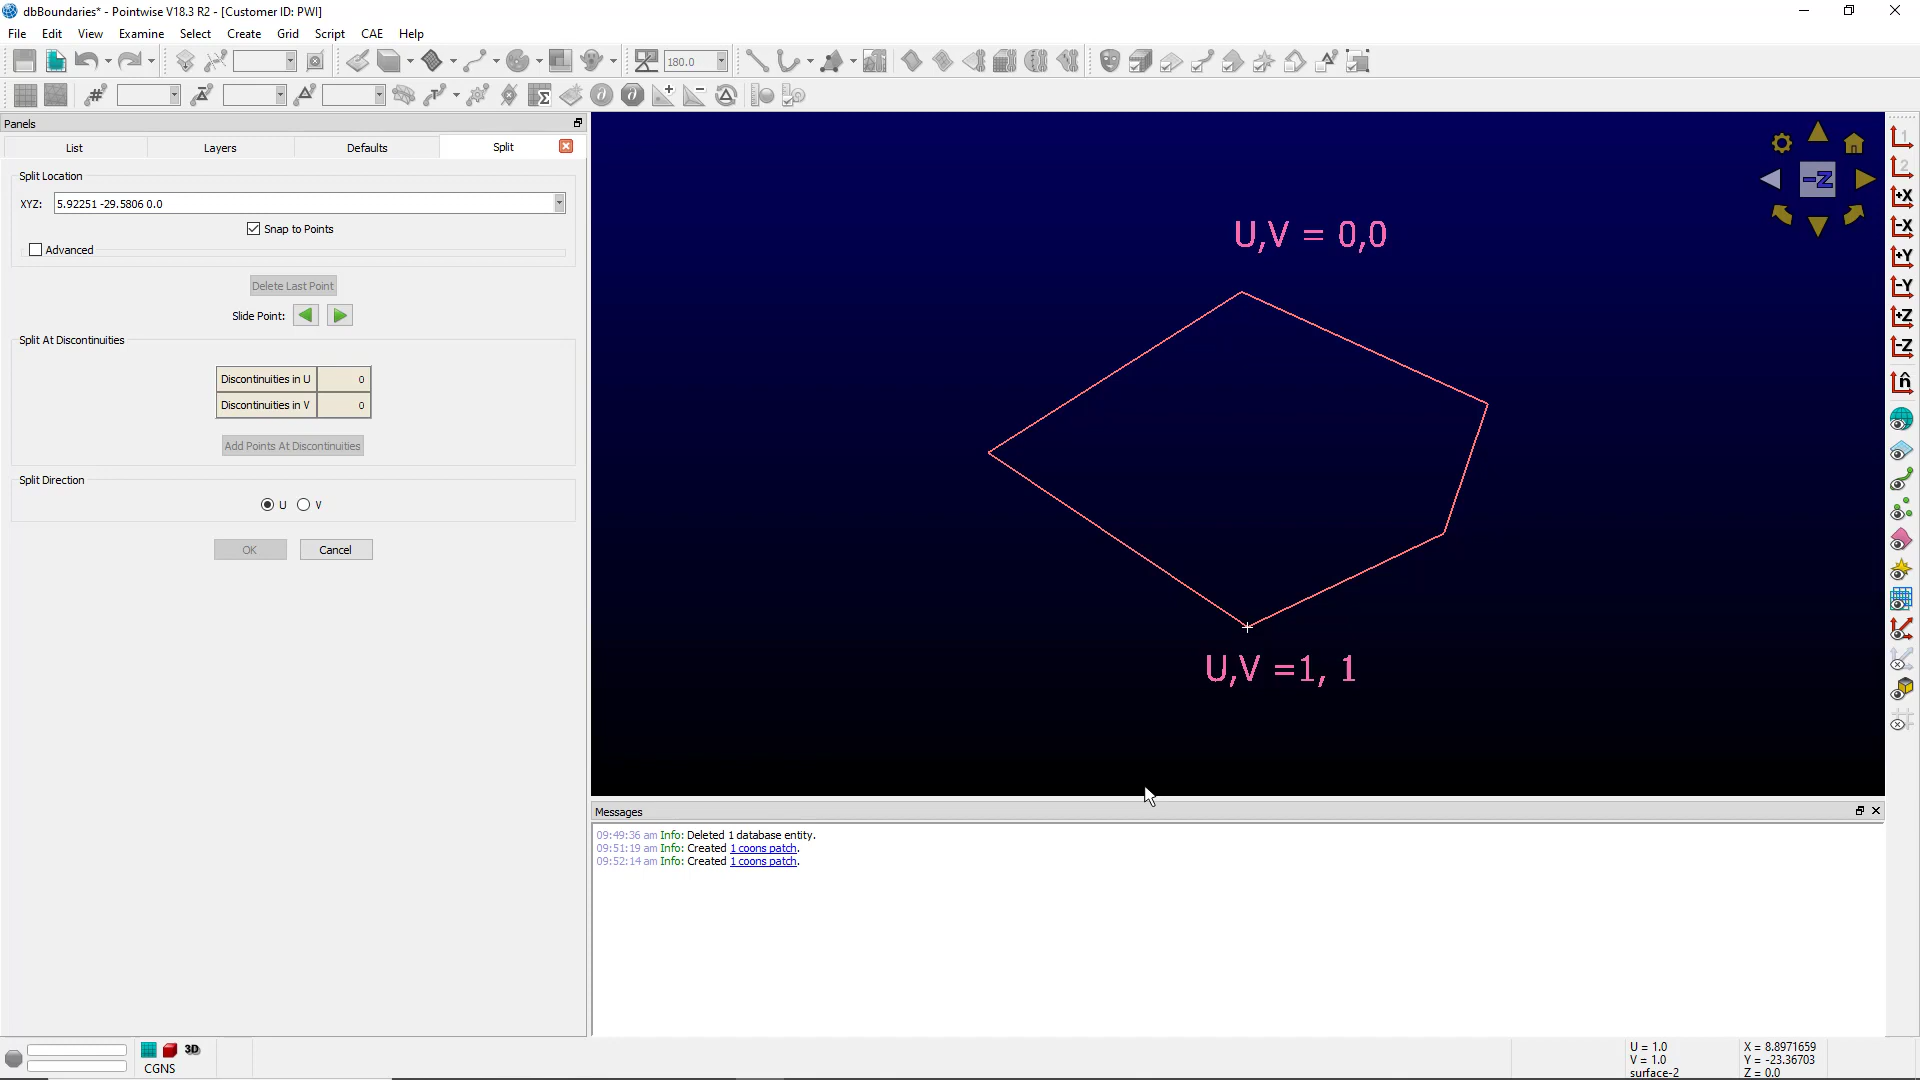 dbBoundaries* - Pointwise V18.3 R2 - [Customer ID: PWI]
File Edit View Examine Select Create Grid Script CAE Help
180.0
Panels
List Layers Defaults Split
Split Location
XYZ: 5.92251 -29.5806 0.0
Snap to Points
Advanced
Delete Last Point
Slide Point:
Split At Discontinuities
Discontinuities in U 0
Discontinuities in V 0
Add Points At Discontinuities
Split Direction
U V
OK Cancel
U,V = 0,0
U,V =1, 1
-Z
1
2
+X
-X
+Y
-Y
+Z
-Z
n̂
Messages
09:49:36 am Info: Deleted 1 database entity.
09:51:19 am Info: Created 1 coons patch.
09:52:14 am Info: Created 1 coons patch.
3D
CGNS
U = 1.0
V = 1.0
surface-2
X = 8.8971659
Y = -23.36703
Z = 0.0